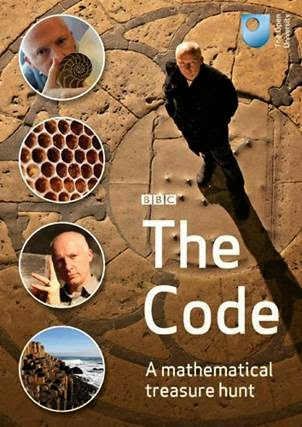 The Open
University
BBC
The
Code
A mathematical
treasure hunt